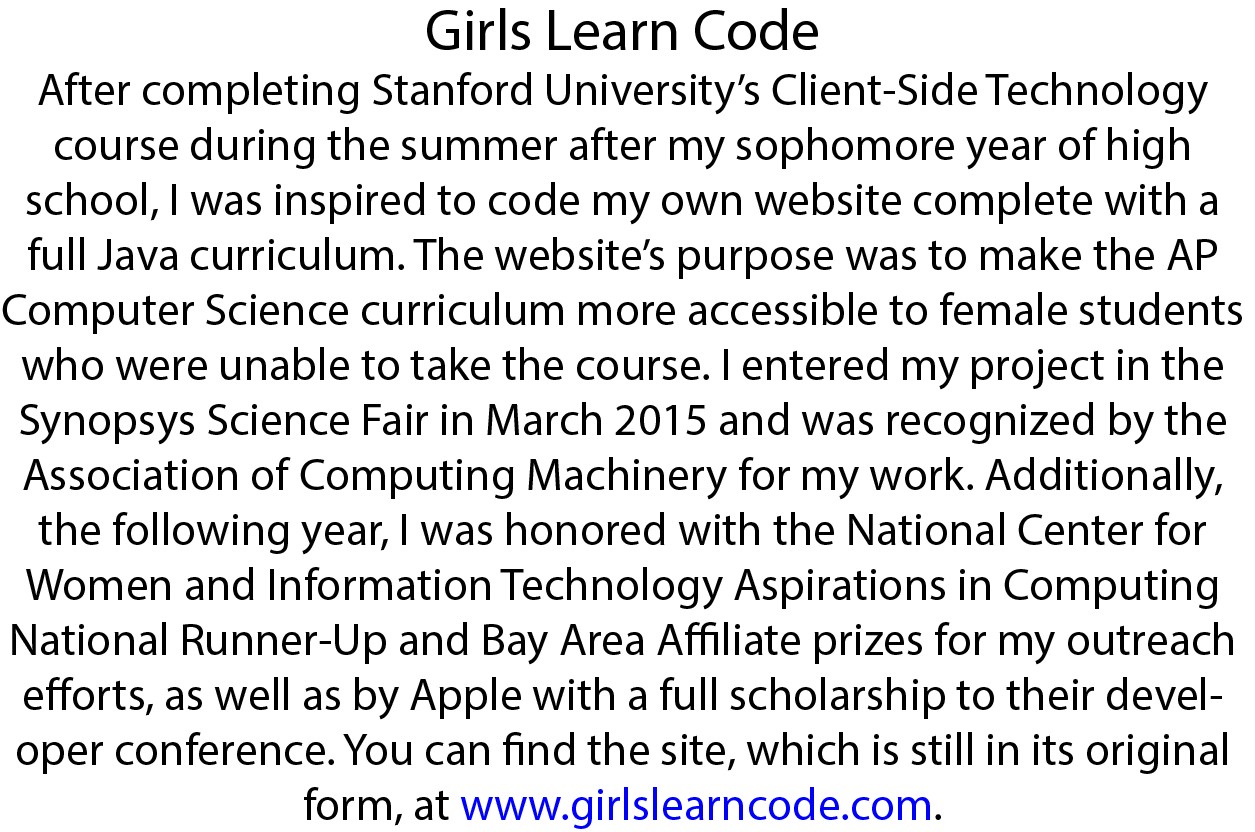 Girls Learn Code
After completing Stanford University’s Client-Side Technology
course during the summer after my sophomore year of high
school, I was inspired to code my own website complete with a
full Java curriculum. The website’s purpose was to make the AP
Computer Science curriculum more accessible to female students
who were unable to take the course. I entered my project in the
Synopsys Science Fair in March 2015 and was recognized by the
Association of Computing Machinery for my work. Additionally,
the following year, I was honored with the National Center for
Women and Information Technology Aspirations in Computing
National Runner-Up and Bay Area Affiliate prizes for my outreach
efforts, as well as by Apple with a full scholarship to their devel-
oper conference. You can find the site, which is still in its original
form, at www.girlslearncode.com.